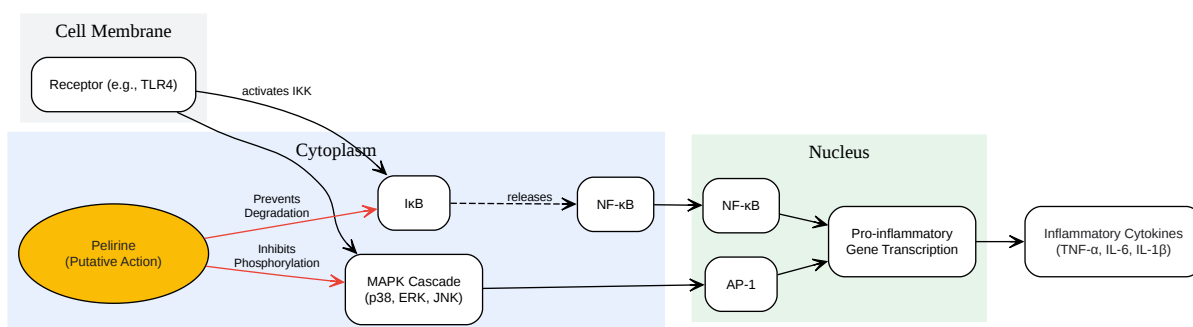 Cell Membrane
Receptor (e.g., TLR4)
activates IKK
Cytoplasm
Nucleus
Prevents
Degradation
IκB
releases
NF-κB
NF-κB
Pelirine
(Putative Action)
Inhibits
Phosphorylation
MAPK Cascade
(p38, ERK, JNK)
AP-1
Pro-inflammatory
Gene Transcription
Inflammatory Cytokines
(TNF-α, IL-6, IL-1β)